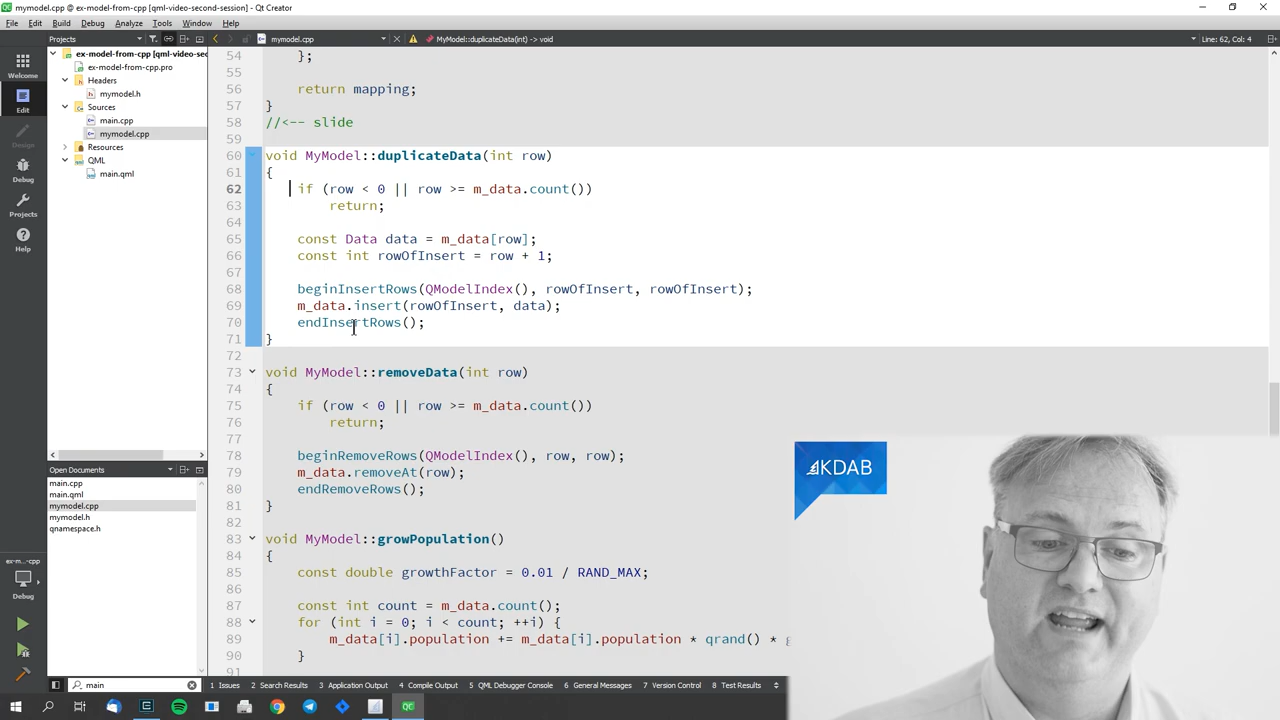 mymodel.cpp (ex-model-from-cpp [qml-video-second-session]) - Qt Creator
File Edit Build Debug Analyze Tools Window Help
Projects
mymodel.cpp
MyModel::duplicateData(int) -> void
Line: 62, Col: 4
Welcome
Edit
Design
Debug
Projects
Help
ex-model-from-cpp [qml-video-sec
ex-model-from-cpp.pro
Headers
mymodel.h
Sources
main.cpp
mymodel.cpp
Resources
QML
main.qml
54 };
55
56 return mapping;
57 }
58 //<-- slide
59
60 void MyModel::duplicateData(int row)
61 {
62 if (row < 0 || row >= m_data.count())
63 return;
64
65 const Data data = m_data[row];
66 const int rowOfInsert = row + 1;
67
68 beginInsertRows(QModelIndex(), rowOfInsert, rowOfInsert);
69 m_data.insert(rowOfInsert, data);
70 endInsertRows();
71 }
72
73 void MyModel::removeData(int row)
74 {
75 if (row < 0 || row >= m_data.count())
76 return;
77
78 beginRemoveRows(QModelIndex(), row, row);
79 m_data.removeAt(row);
80 endRemoveRows();
81 }
82
83 void MyModel::growPopulation()
84 {
85 const double growthFactor = 0.01 / RAND_MAX;
86
87 const int count = m_data.count();
88 for (int i = 0; i < count; ++i) {
89 m_data[i].population += m_data[i].population * qrand() * g
90 }
91
Open Documents
main.cpp
main.qml
mymodel.cpp
mymodel.h
qnamespace.h
ex-m...-cpp
Debug
KDAB
main
1 Issues 2 Search Results 3 Application Output 4 Compile Output 5 QML Debugger Console 6 General Messages 7 Version Control 8 Test Results